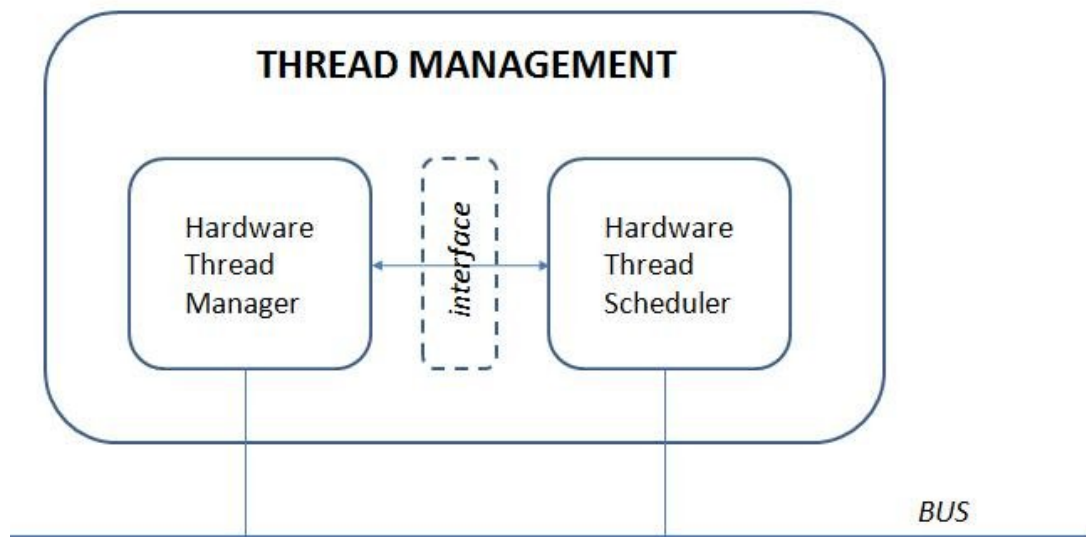 THREAD MANAGEMENT
Hardware
Thread
Manager
interface
Hardware
Thread
Scheduler
BUS